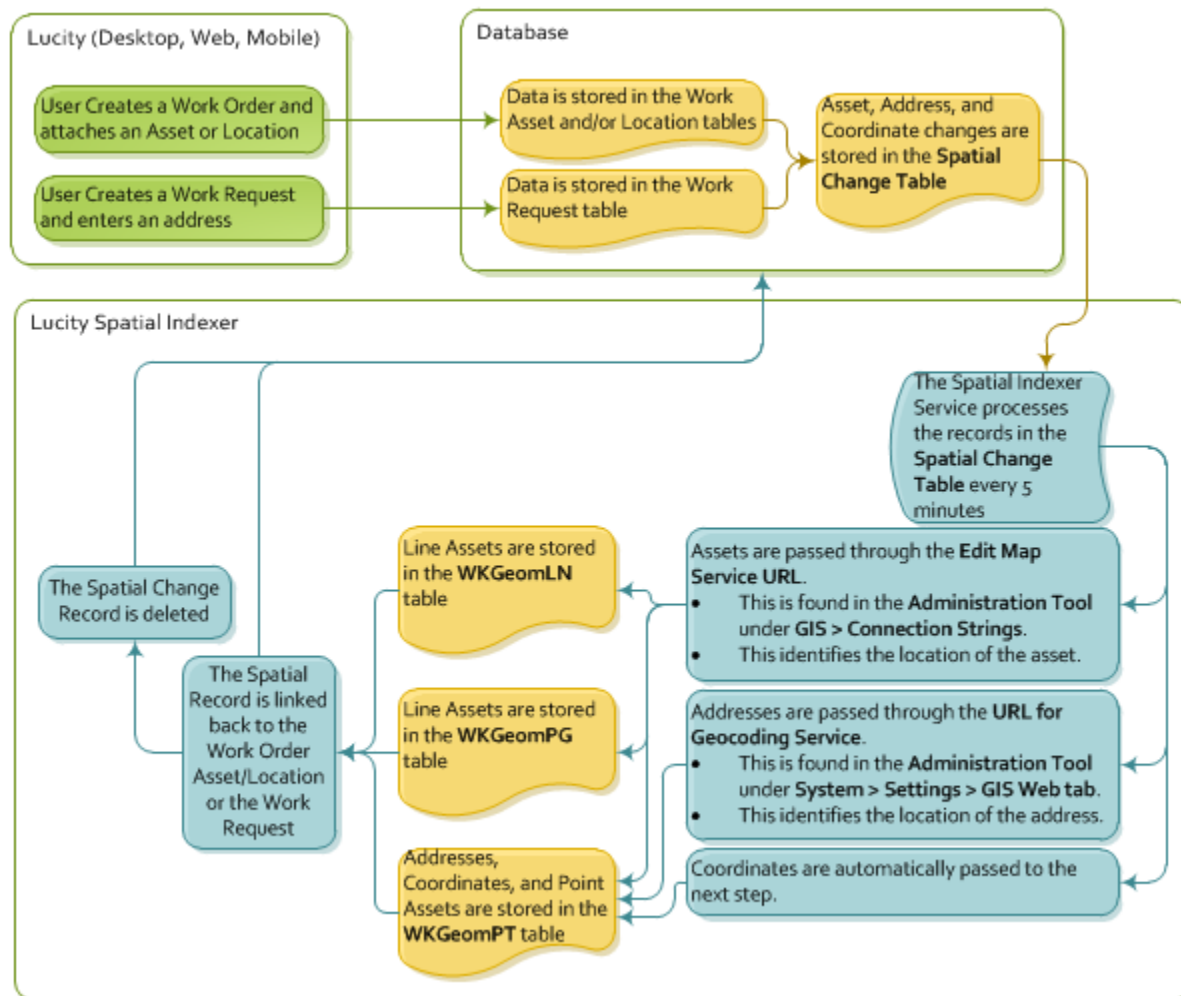 Lucity (Desktop, Web, Mobile)
User Creates a Work Order and
attaches an Asset or Location
User Creates a Work Request
and enters an address
Database
Data is stored in the Work
Asset and/or Location tables
Data is stored in the Work
Request table
Asset, Address, and
Coordinate changes are
stored in the Spatial
Change Table
Lucity Spatial Indexer
The Spatial Indexer
Service processes
the records in the
Spatial Change
Table every 5
minutes
Assets are passed through the Edit Map
Service URL.
• This is found in the Administration Tool
under GIS > Connection Strings.
• This identifies the location of the asset.
Addresses are passed through the URL for
Geocoding Service.
• This is found in the Administration Tool
under System > Settings > GIS Web tab.
• This identifies the location of the address.
Coordinates are automatically passed to the
next step.
Line Assets are stored
in the WKGeomLN
table
Line Assets are stored
in the WKGeomPG
table
Addresses,
Coordinates, and Point
Assets are stored in the
WKGeomPT table
The Spatial
Record is linked
back to the
Work Order
Asset/Location
or the Work
Request
The Spatial Change
Record is deleted